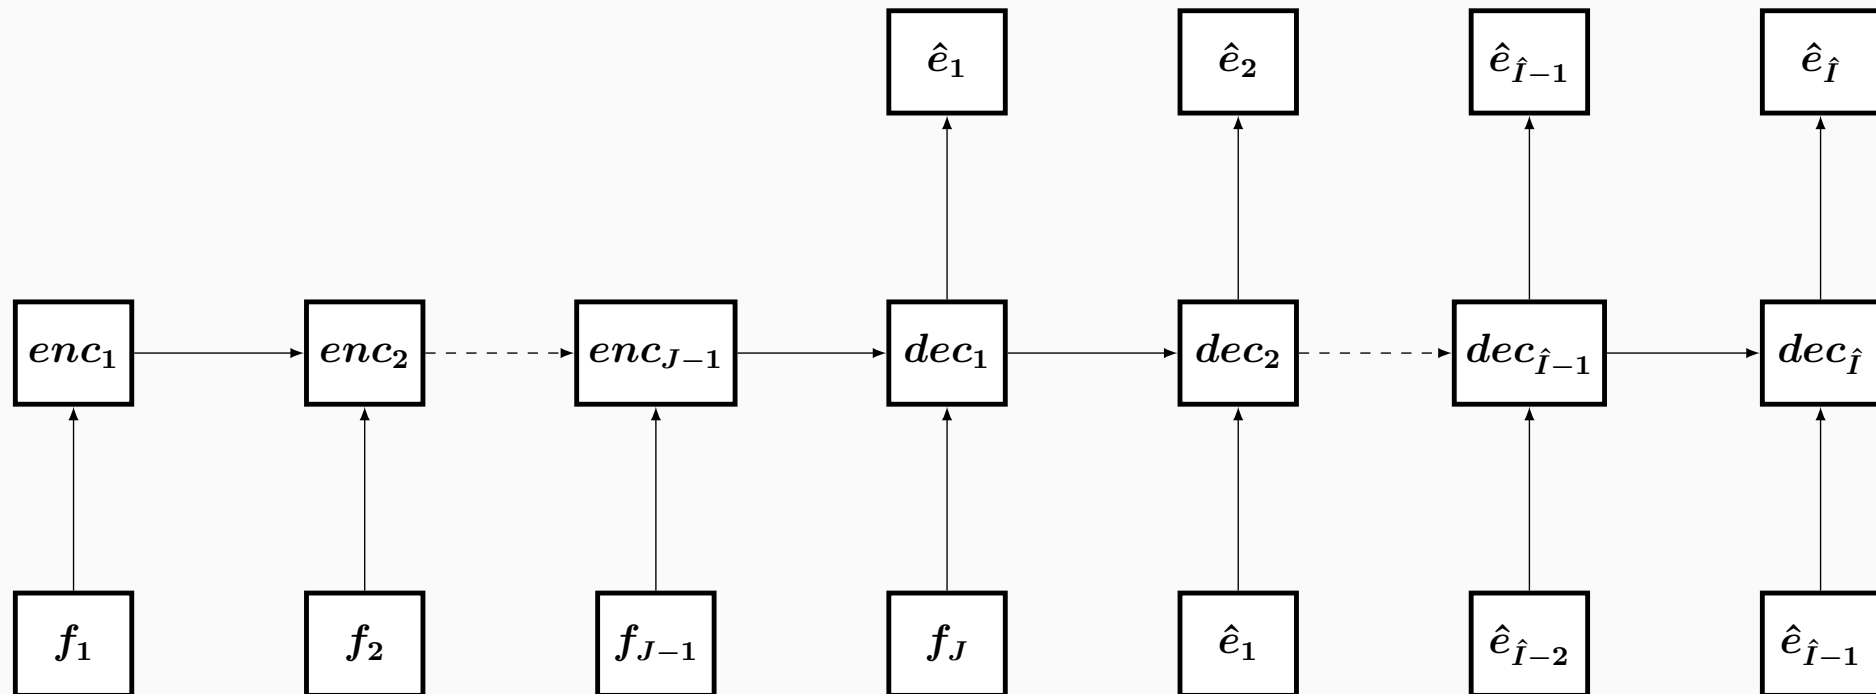 ê₁ ê₂ ê_{Î−1} ê_Î
enc₁ enc₂ enc_{J−1} dec₁ dec₂ dec_{Î−1} dec_Î
f₁ f₂ f_{J−1} f_J ê₁ ê_{Î−2} ê_{Î−1}